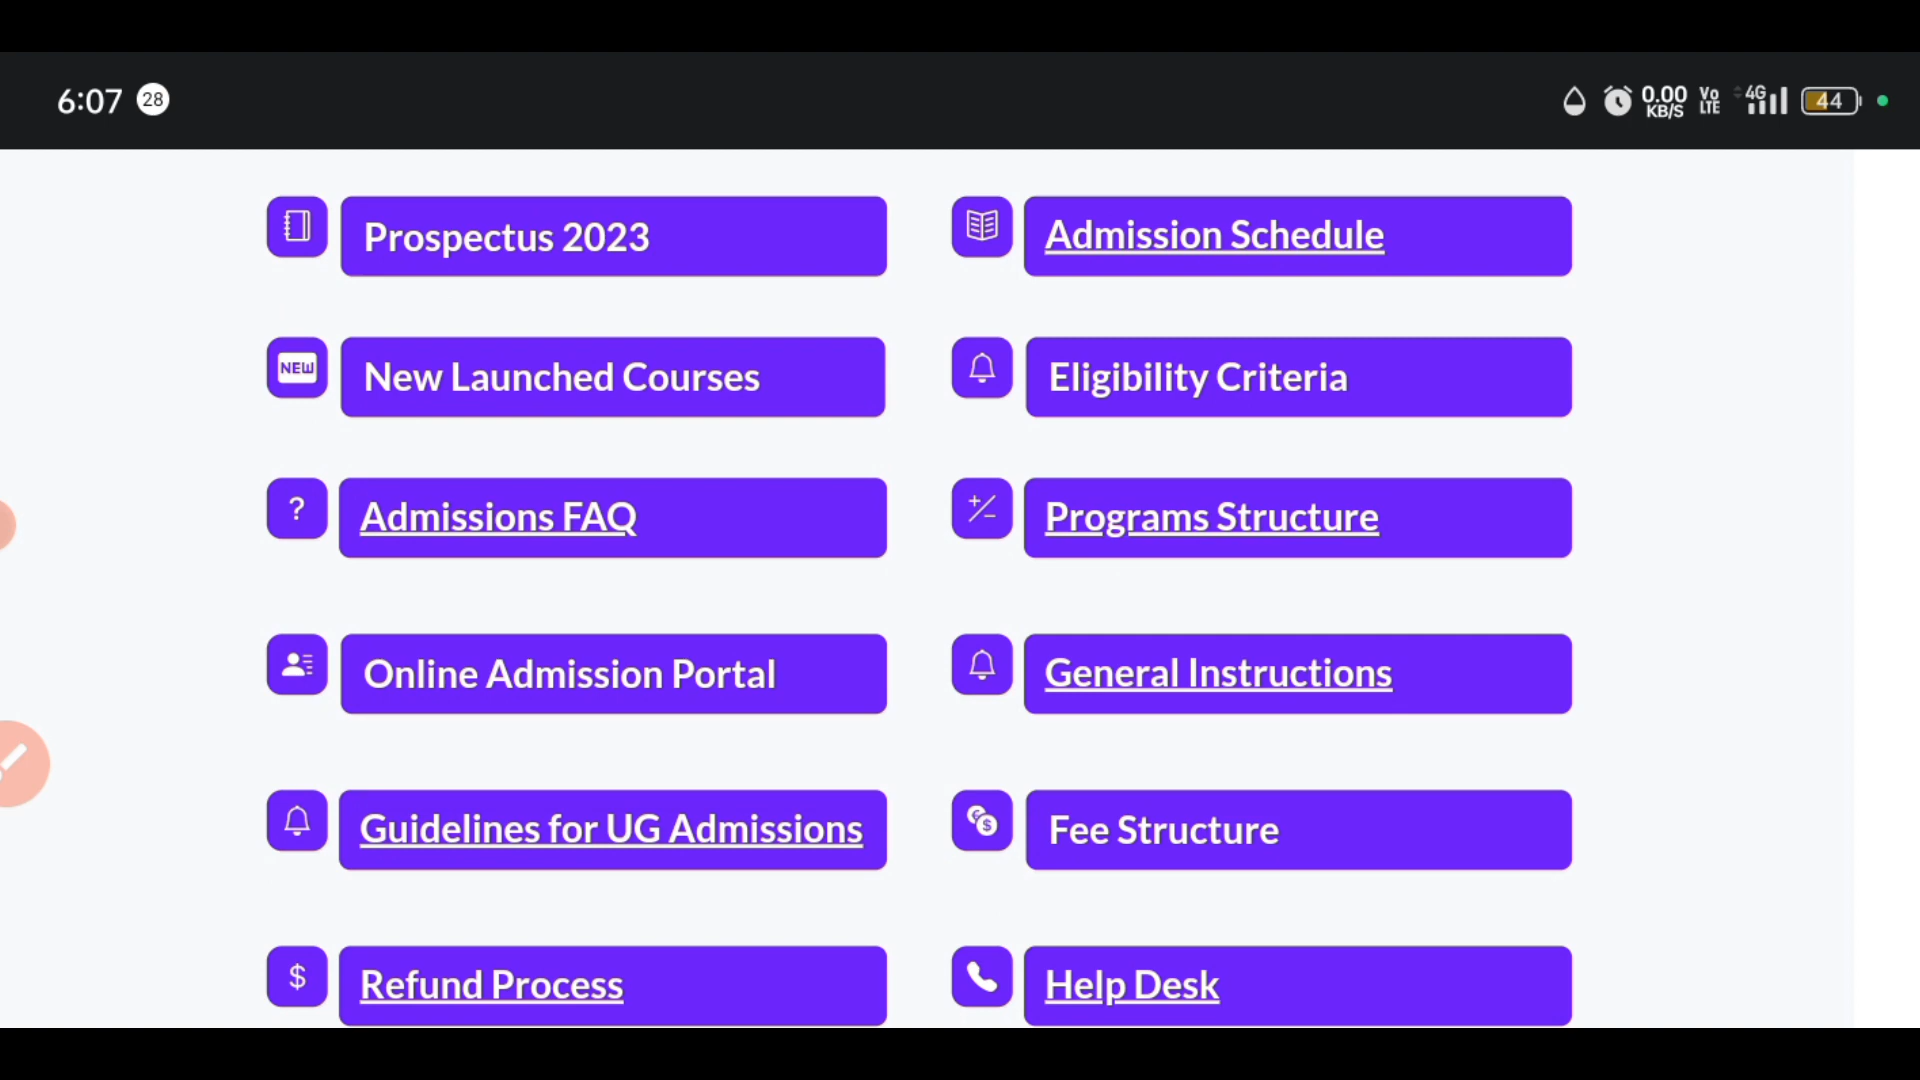 6:07 28 0.00 KB/S Vo LTE 4G 44
Prospectus 2023
Admission Schedule
NEW New Launched Courses
Eligibility Criteria
? Admissions FAQ
+/− Programs Structure
Online Admission Portal
General Instructions
Guidelines for UG Admissions
$ Fee Structure
$ Refund Process
Help Desk